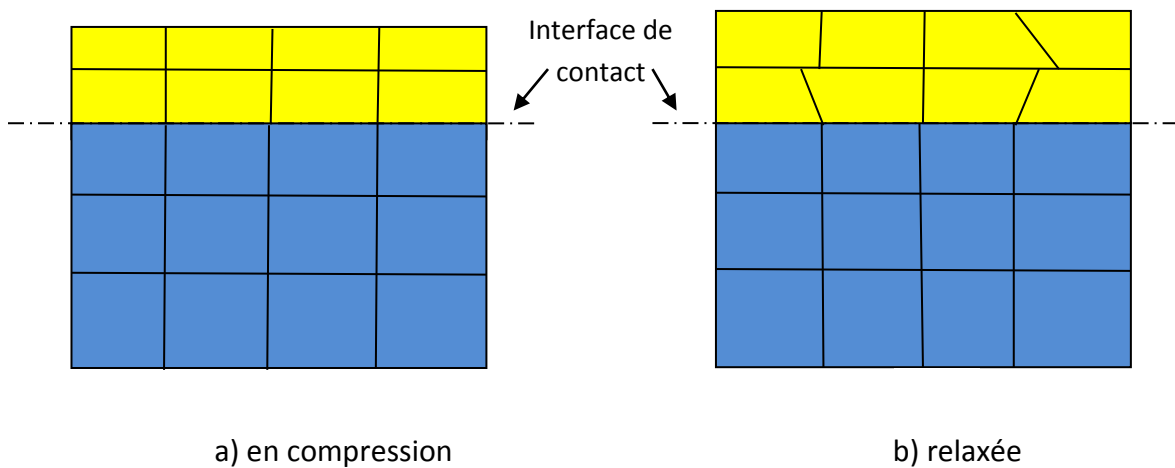 Interface de
contact
a) en compression
b) relaxée